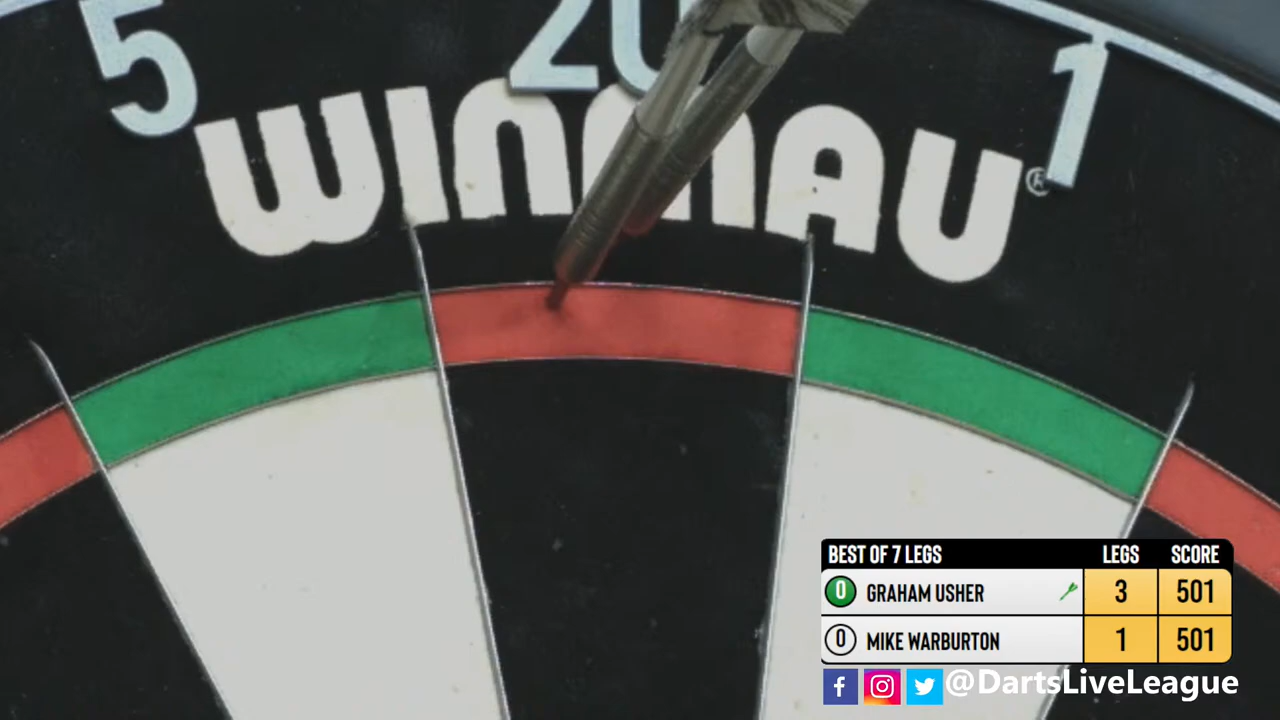 5 20 1
WINMAU®
BEST OF 7 LEGS LEGS SCORE
0 GRAHAM USHER 3 501
0 MIKE WARBURTON 1 501
@DartsLiveLeague